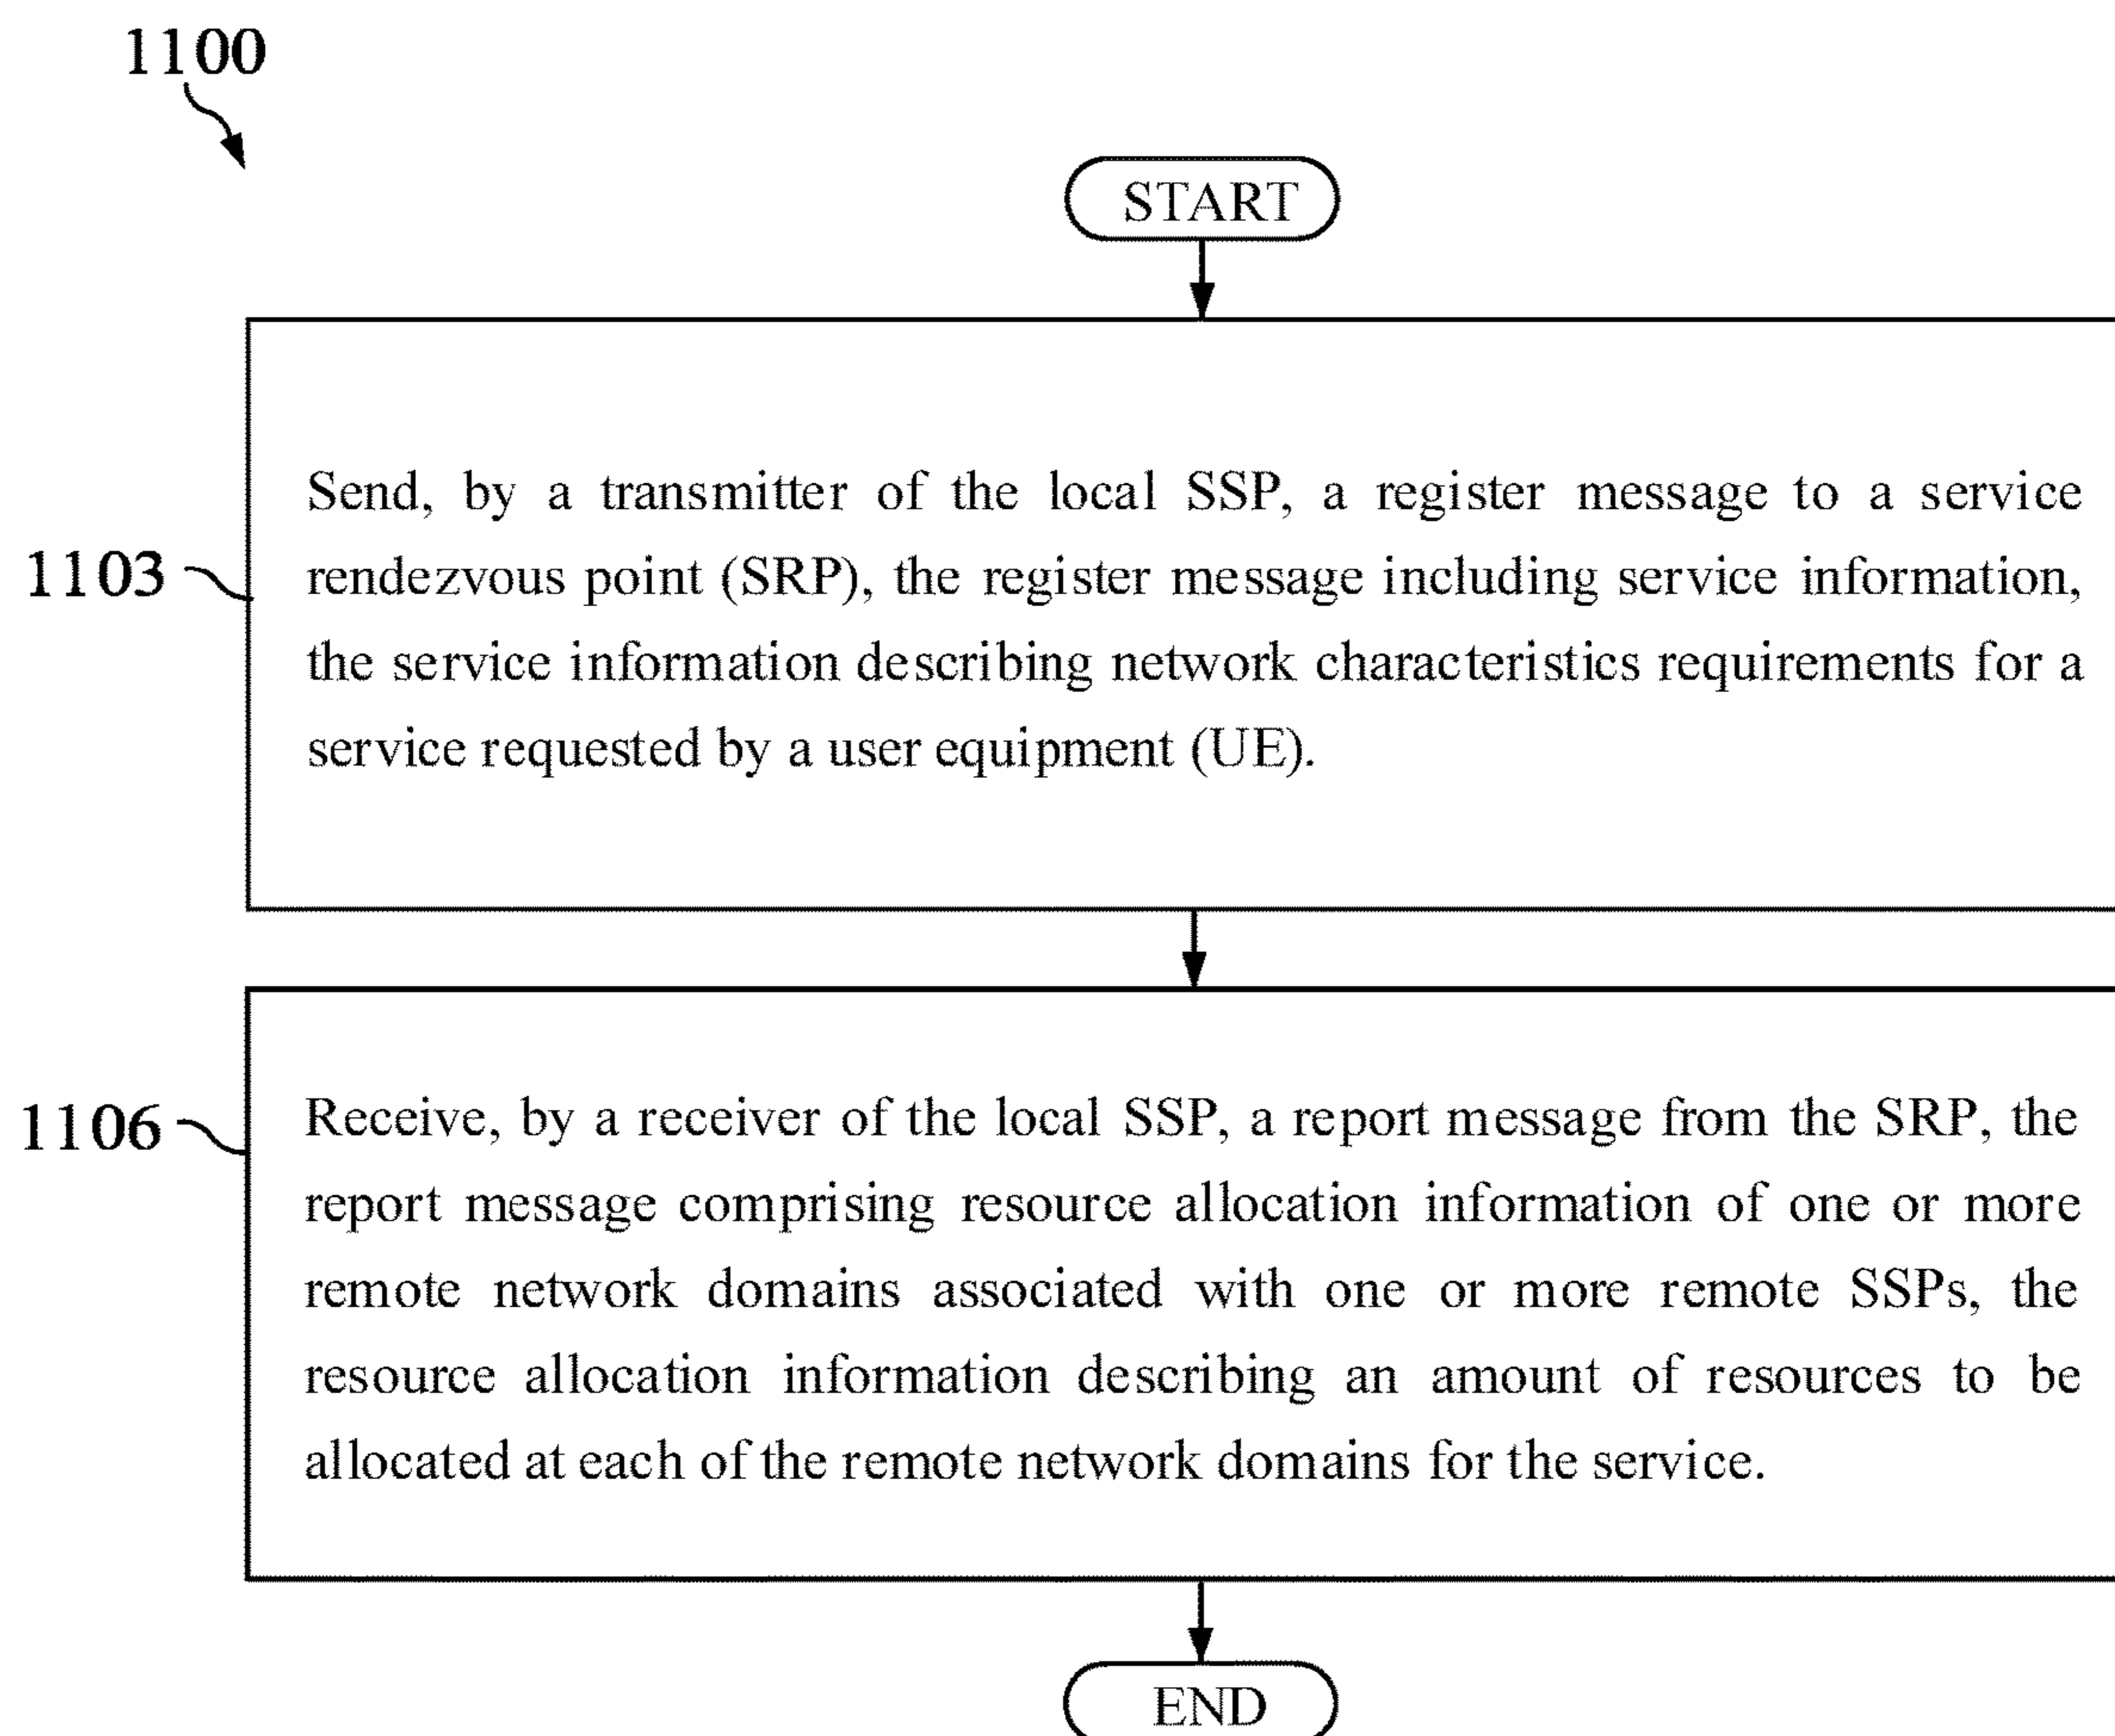 1100
START
Send, by a transmitter of the local SSP, a register message to a service
rendezvous point (SRP), the register message including service information,
1103
the service information describing network characteristics requirements for a
service requested by a user equipment (UE).
Receive, by a receiver of the local SSP, a report message from the SRP, the
1106
report message comprising resource allocation information of one or more
remote network domains associated with one or more remote SSPs, the
resource allocation information describing an amount of resources to be
allocated at each of the remote network domains for the service.
END